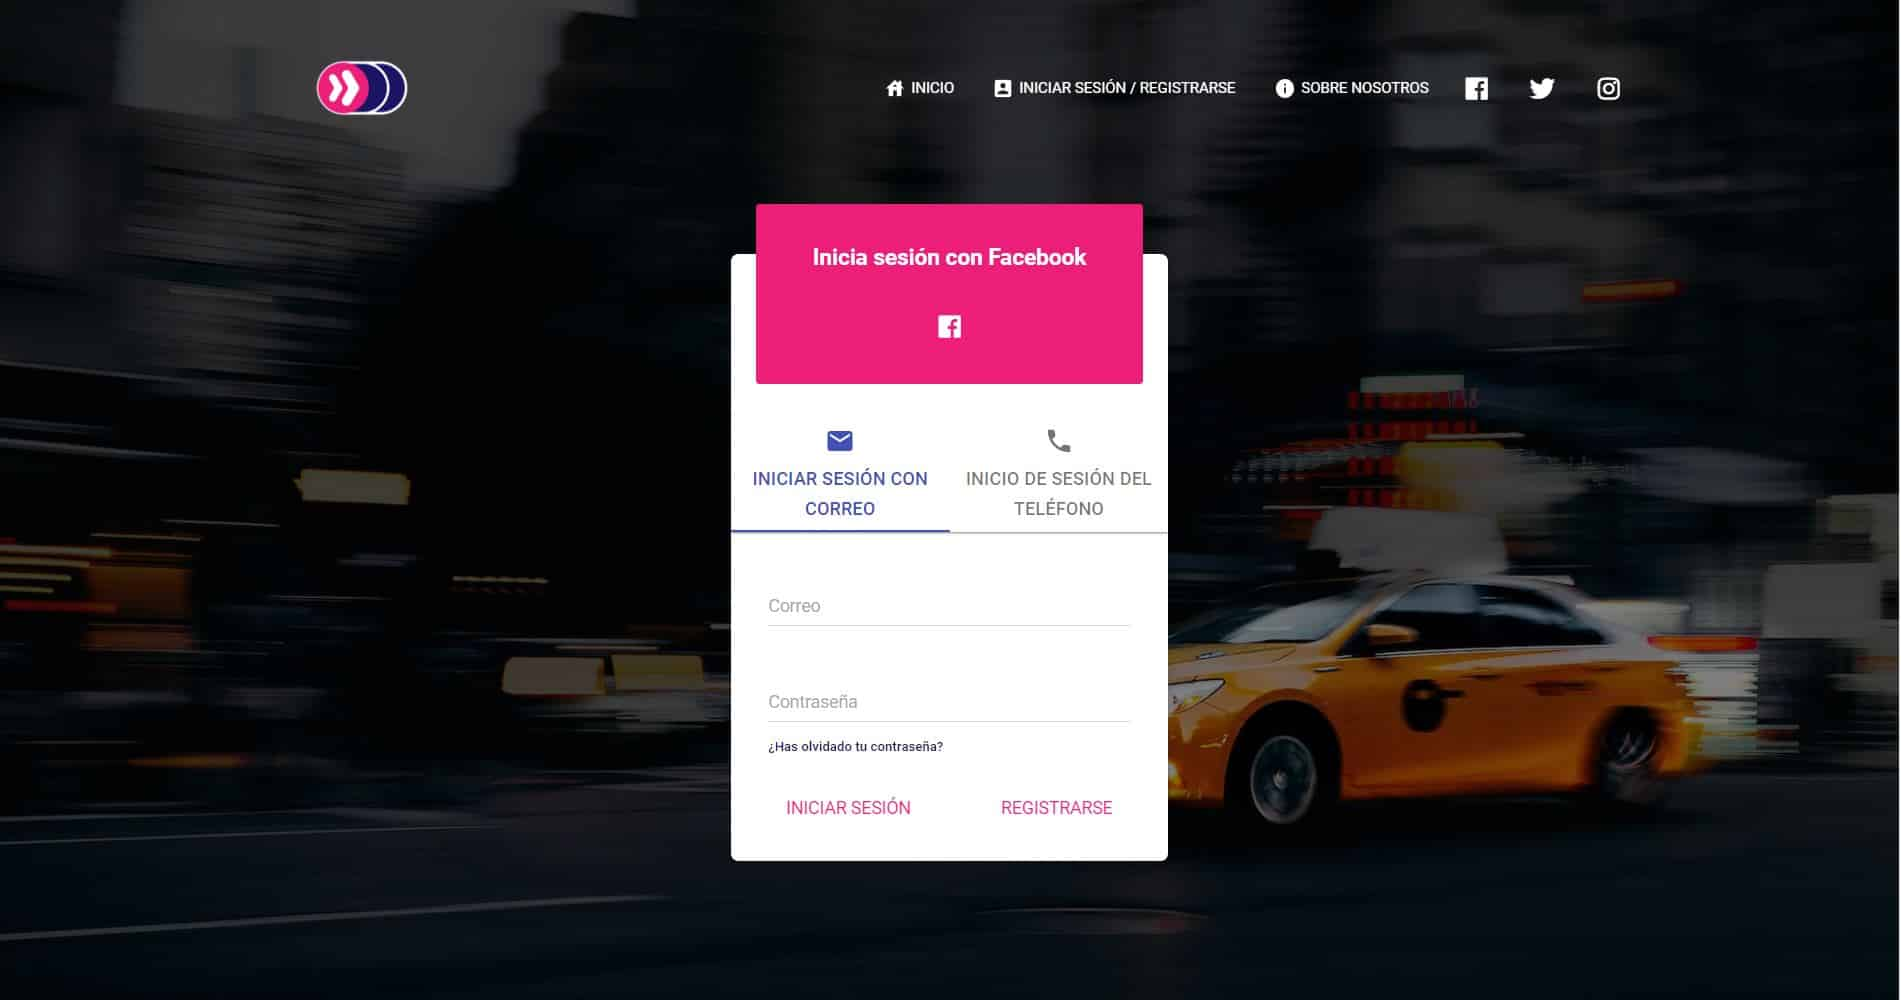 INICIO
INICIAR SESIÓN / REGISTRARSE
SOBRE NOSOTROS
Inicia sesión con Facebook
INICIAR SESIÓN CON
CORREO
INICIO DE SESIÓN DEL
TELÉFONO
Correo
Contraseña
¿Has olvidado tu contraseña?
INICIAR SESIÓN
REGISTRARSE